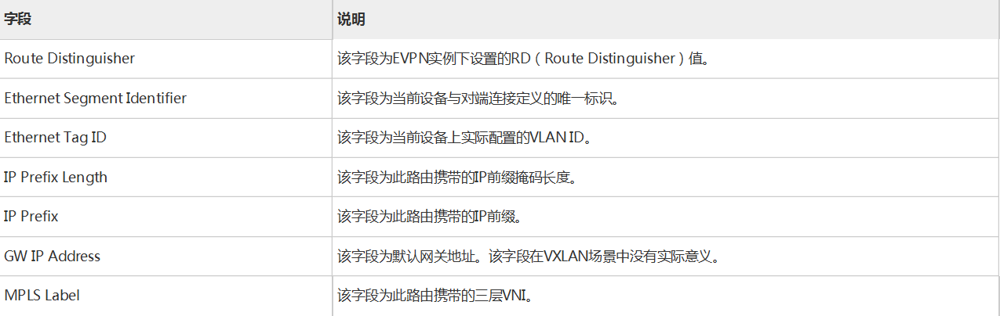 字段 说明
Route Distinguisher 该字段为EVPN实例下设置的RD（Route Distinguisher）值。
Ethernet Segment Identifier 该字段为当前设备与对端连接定义的唯一标识。
Ethernet Tag ID 该字段为当前设备上实际配置的VLAN ID。
IP Prefix Length 该字段为此路由携带的IP前缀掩码长度。
IP Prefix 该字段为此路由携带的IP前缀。
GW IP Address 该字段为默认网关地址。该字段在VXLAN场景中没有实际意义。
MPLS Label 该字段为此路由携带的三层VNI。